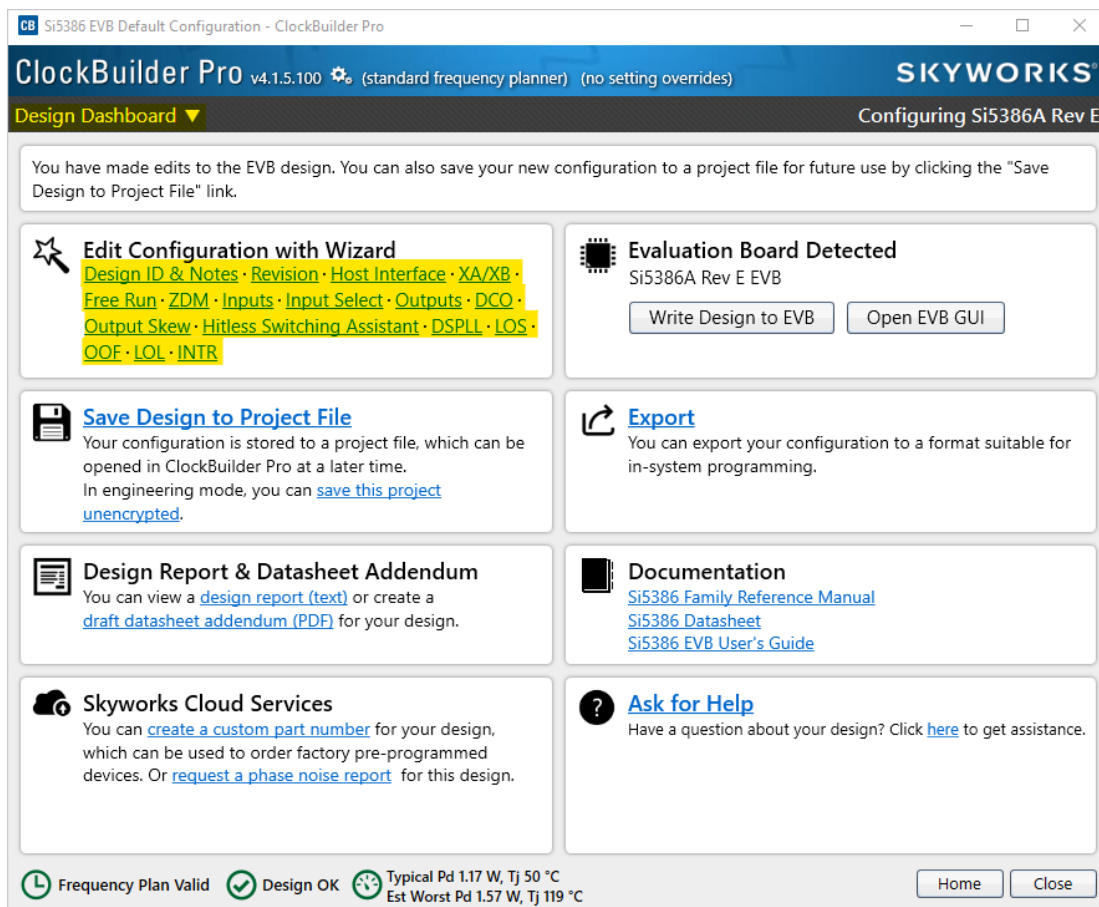 CB Si5386 EVB Default Configuration - ClockBuilder Pro
ClockBuilder Pro v4.1.5.100 (standard frequency planner) (no setting overrides)
SKYWORKS
Design Dashboard ▼
Configuring Si5386A Rev E
You have made edits to the EVB design. You can also save your new configuration to a project file for future use by clicking the "Save
Design to Project File" link.
Edit Configuration with Wizard
Design ID & Notes · Revision · Host Interface · XA/XB ·
Free Run · ZDM · Inputs · Input Select · Outputs · DCO ·
Output Skew · Hitless Switching Assistant · DSPLL · LOS ·
OOF · LOL · INTR
Evaluation Board Detected
Si5386A Rev E EVB
Write Design to EVB
Open EVB GUI
Save Design to Project File
Your configuration is stored to a project file, which can be
opened in ClockBuilder Pro at a later time.
In engineering mode, you can save this project
unencrypted.
Export
You can export your configuration to a format suitable for
in-system programming.
Design Report & Datasheet Addendum
You can view a design report (text) or create a
draft datasheet addendum (PDF) for your design.
Documentation
Si5386 Family Reference Manual
Si5386 Datasheet
Si5386 EVB User's Guide
Skyworks Cloud Services
You can create a custom part number for your design,
which can be used to order factory pre-programmed
devices. Or request a phase noise report for this design.
Ask for Help
Have a question about your design? Click here to get assistance.
Frequency Plan Valid
Design OK
Typical Pd 1.17 W, Tj 50 °C
Est Worst Pd 1.57 W, Tj 119 °C
Home
Close